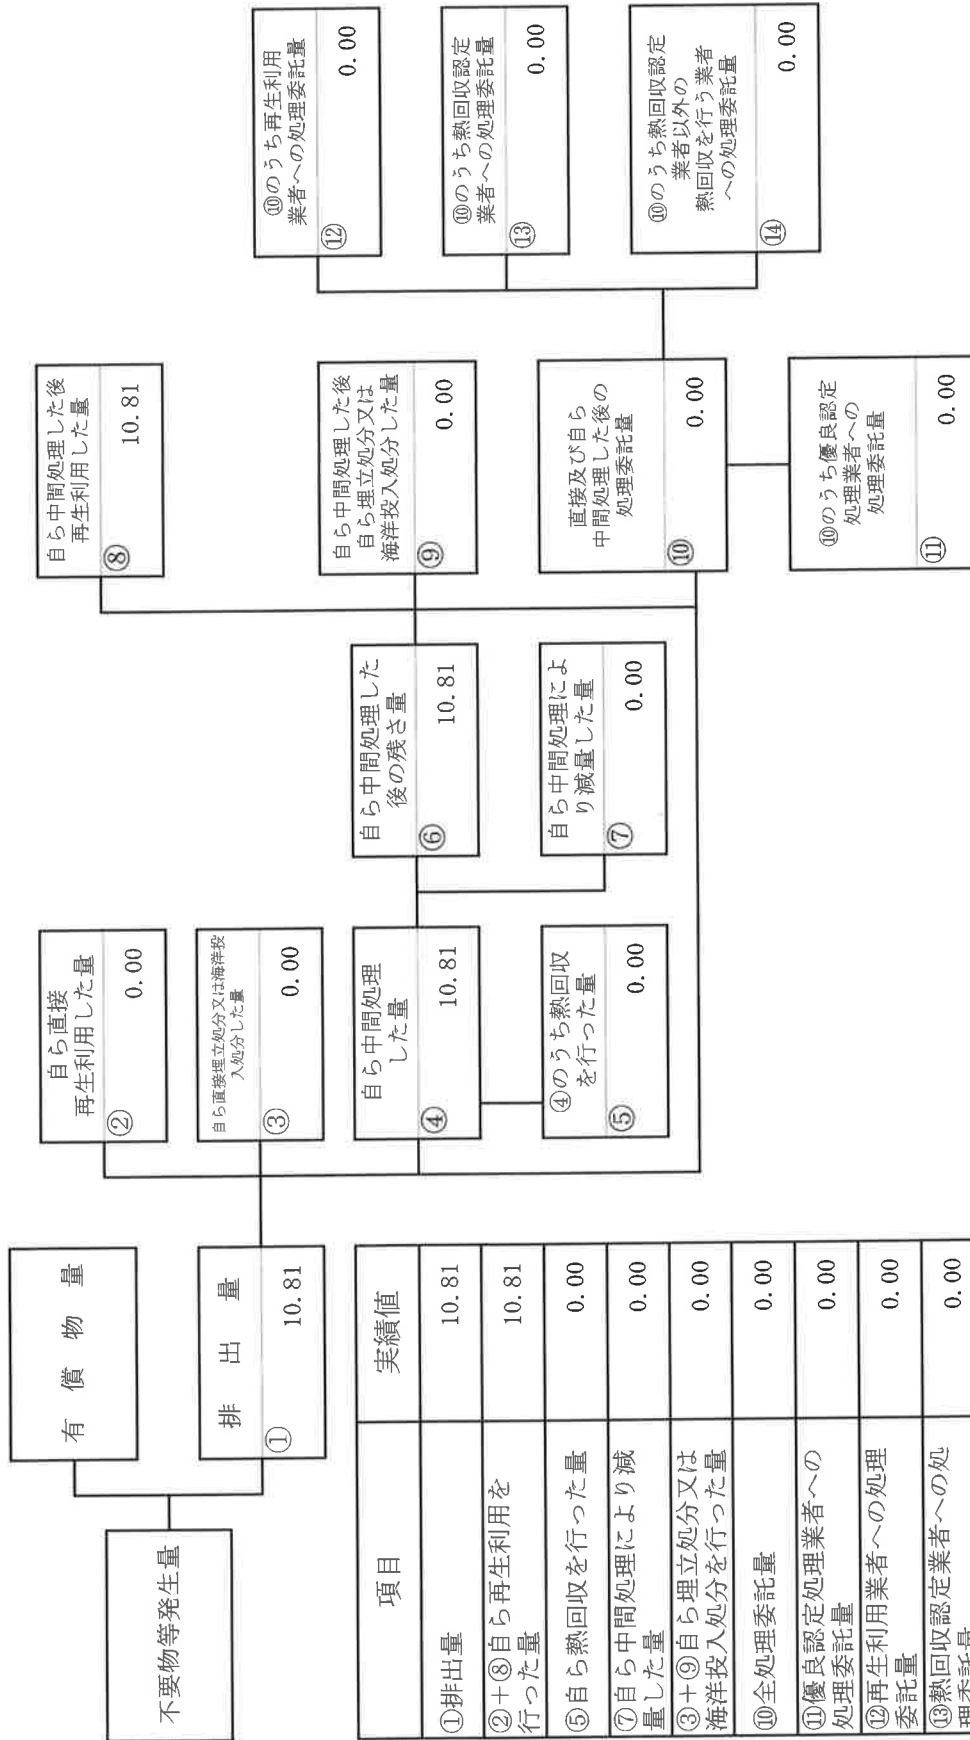 不要物等発生量
有償物量
排出量
① 10.81
自ら直接
再生利用した量
② 0.00
自ら直接埋立処分又は海洋投
入処分した量
③ 0.00
自ら中間処理
した量
④ 10.81
④のうち熱回収
を行った量
⑤ 0.00
自ら中間処理した
後の残さ量
⑥ 10.81
自ら中間処理によ
り減量した量
⑦ 0.00
自ら中間処理した後
再生利用した量
⑧ 10.81
自ら中間処理した後
自ら埋立処分又は
海洋投入処分した量
⑨ 0.00
直接及び自ら
中間処理した後の
処理委託量
⑩ 0.00
⑩のうち優良認定
処理業者への
処理委託量
⑪ 0.00
⑩のうち再生利用
業者への処理委託量
⑫ 0.00
⑩のうち熱回収認定
業者への処理委託量
⑬ 0.00
⑩のうち熱回収認定
業者以外の
熱回収を行う業者
への処理委託量
⑭ 0.00
項目 実績値
①排出量 10.81
②+⑧自ら再生利用を
行った量 10.81
⑤自ら熱回収を行った量 0.00
⑦自ら中間処理により減
量した量 0.00
③+⑨自ら埋立処分又は
海洋投入処分を行った量 0.00
⑩全処理委託量 0.00
⑪優良認定処理業者への
処理委託量 0.00
⑫再生利用業者への処理
委託量 0.00
⑬熱回収認定業者への処
理委託量 0.00